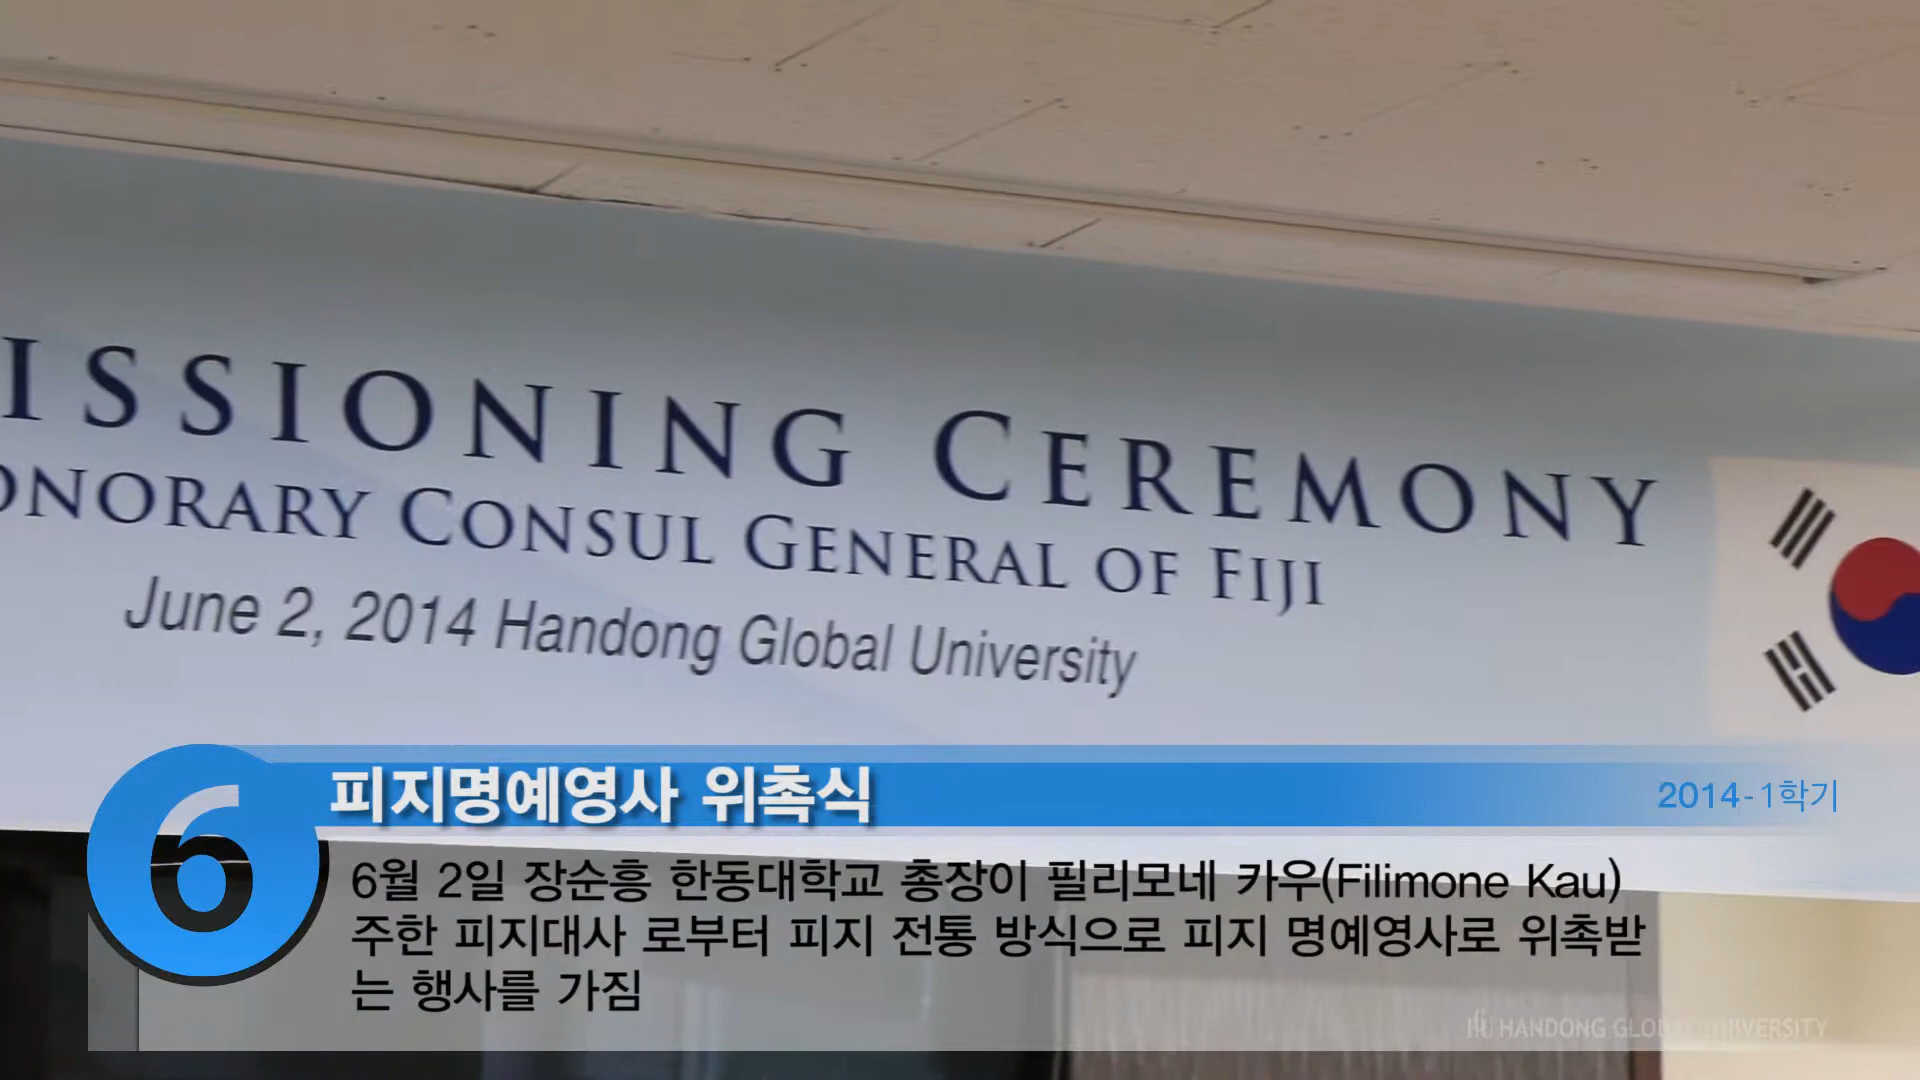 ISSIONING CEREMONY
ONORARY CONSUL GENERAL OF FIJI
June 2, 2014 Handong Global University
6
피지명예영사 위촉식
2014-1학기
6월 2일 장순흥 한동대학교 총장이 필리모네 카우(Filimone Kau)
주한 피지대사 로부터 피지 전통 방식으로 피지 명예영사로 위촉받
는 행사를 가짐
HANDONG GLOBAL UNIVERSITY